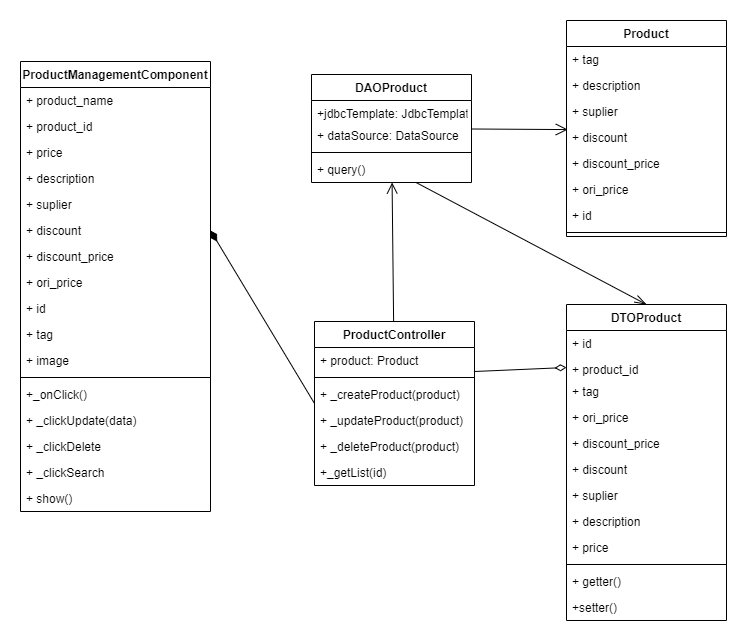 ProductManagementComponent
+ product_name
+ product_id
+ price
+ description
+ suplier
+ discount
+ discount_price
+ ori_price
+ id
+ tag
+ image
+_onClick()
+ _clickUpdate(data)
+ _clickDelete
+ _clickSearch
+ show()
DAOProduct
+jdbcTemplate: JdbcTemplat
+ dataSource: DataSource
+ query()
ProductController
+ product: Product
+ _createProduct(product)
+ _updateProduct(product)
+ _deleteProduct(product)
+_getList(id)
Product
+ tag
+ description
+ suplier
+ discount
+ discount_price
+ ori_price
+ id
DTOProduct
+ id
+ product_id
+ tag
+ ori_price
+ discount_price
+ discount
+ suplier
+ description
+ price
+ getter()
+setter()